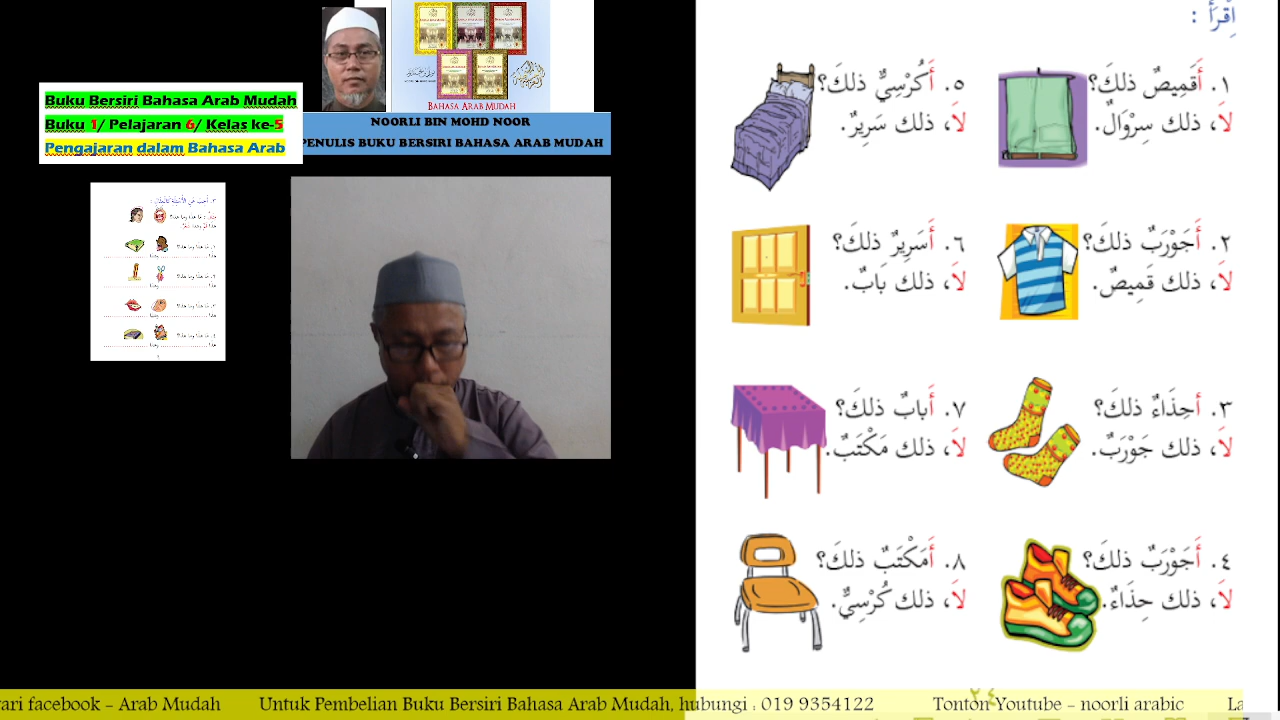 Buku Bersiri Bahasa Arab Mudah
Buku 1/ Pelajaran 6/ Kelas ke-5
Pengajaran dalam Bahasa Arab
BAHASA ARAB MUDAH
NOORLI BIN MOHD NOOR
PENULIS BUKU BERSIRI BAHASA ARAB MUDAH
اِقْرَأْ :
١. أَقَمِيصٌ ذلكَ؟
لاَ، ذلك سِرْوَالٌ.
٢. أَجَوْرَبٌ ذلكَ؟
لاَ، ذلك قَمِيصٌ.
٣. أحِذَاءٌ ذلكَ؟
لاَ، ذلك جَوْرَبٌ.
٤. أَجَوْرَبٌ ذلكَ؟
لاَ، ذلك حِذَاءٌ.
٥. أَكُرْسِيٌّ ذلكَ؟
لاَ، ذلك سَرِيرٌ.
٦. أَسَرِيرٌ ذلكَ؟
لاَ، ذلك بَابٌ.
٧. أَبابٌ ذلكَ؟
لاَ، ذلك مَكْتَبٌ.
٨. أَمَكْتَبٌ ذلكَ؟
لاَ، ذلك كُرْسِيٌّ.
٢٤
ari facebook – Arab Mudah Untuk Pembelian Buku Bersiri Bahasa Arab Mudah, hubungi : 019 9354122 Tonton Youtube – noorli arabic La